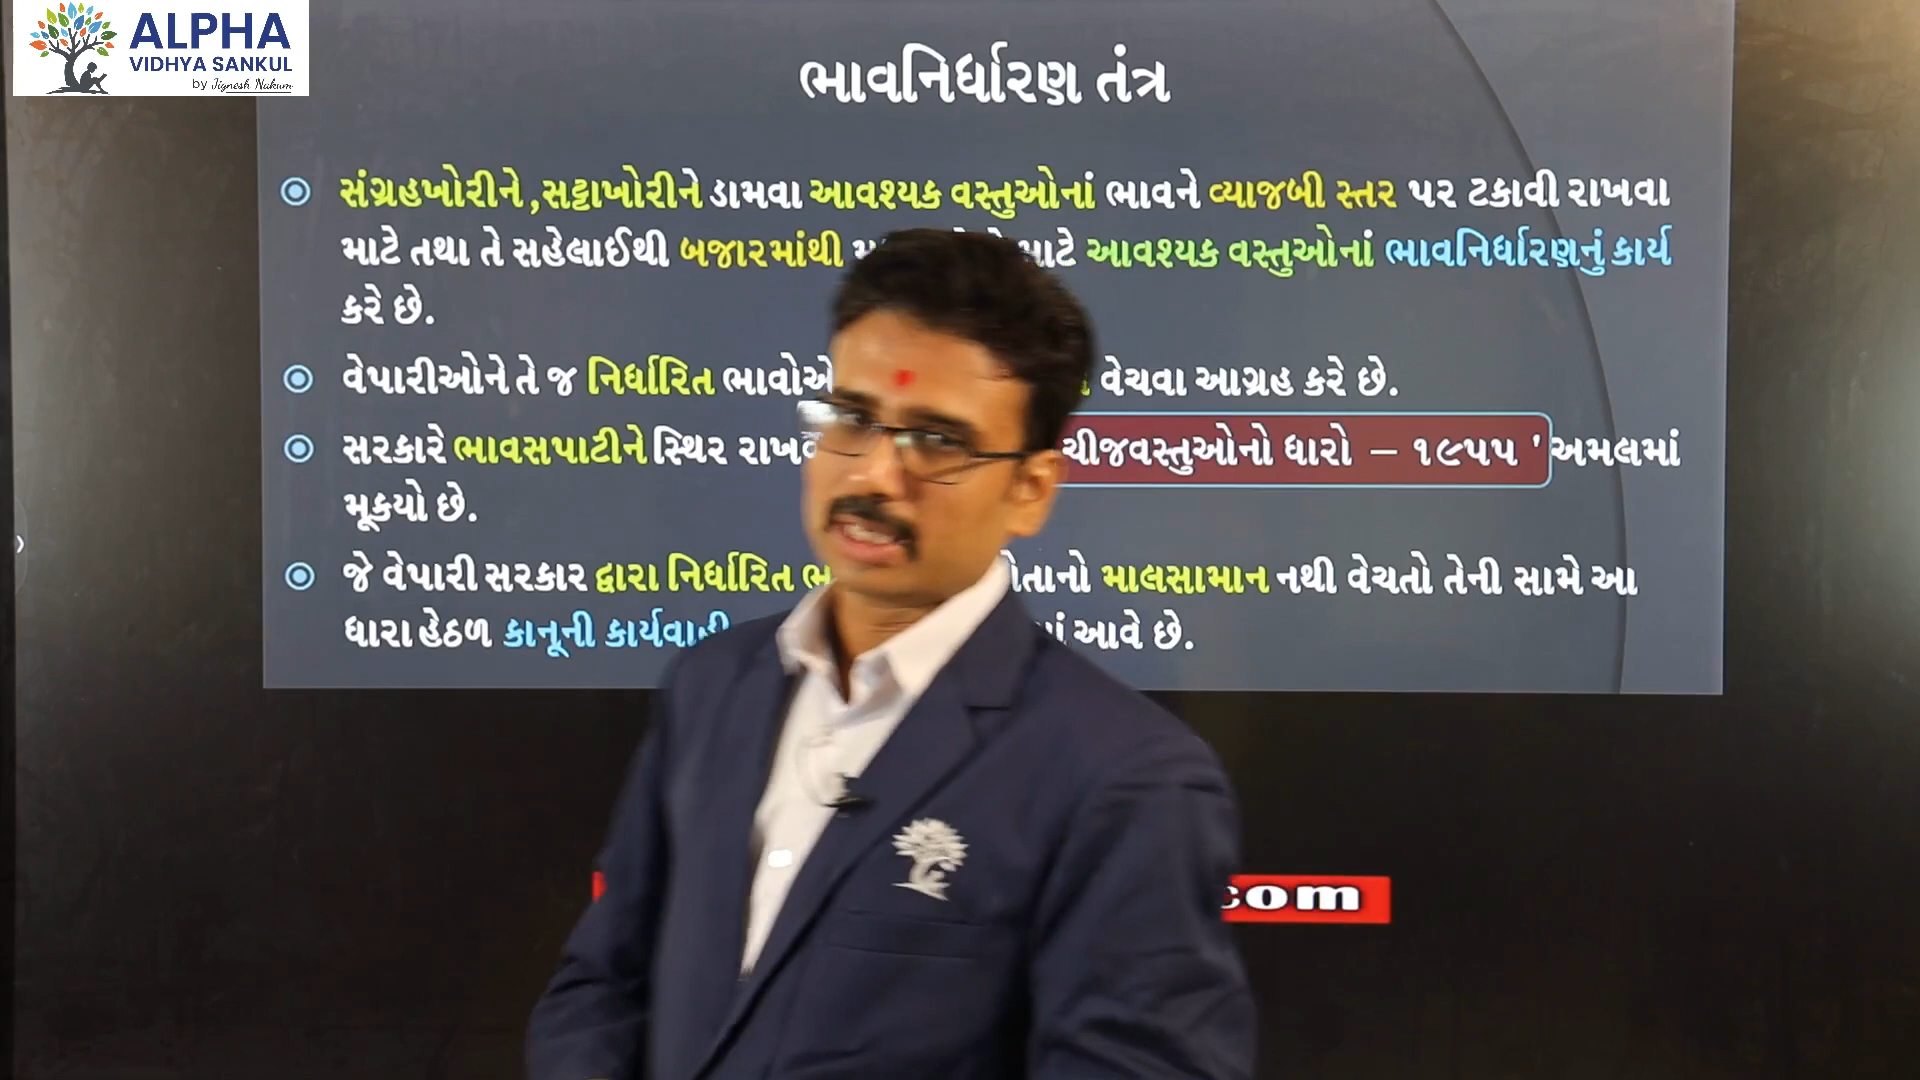 ALPHA
VIDHYA SANKUL
by Jignesh Nakum
ભાવનિર્ધારણ તંત્ર
સંગ્રહખોરીને ,સટ્ટાખોરીને ડામવા આવશ્યક વસ્તુઓનાં ભાવને વ્યાજબી સ્તર પર ટકાવી રાખવા
માટે તથા તે સહેલાઈથી બજારમાંથી માટે આવશ્યક વસ્તુઓનાં ભાવનિર્ધારણનું કાર્ય
કરે છે.
વેપારીઓને તે જ નિર્ધારિત ભાવોએ વેચવા આગ્રહ કરે છે.
સરકારે ભાવસપાટીને સ્થિર ચીજવસ્તુઓનો ધારો – ૧૯૫૫ ' અમલમાં
મૂકયો છે.
જે વેપારી સરકાર દ્વારા નિર્ધારિત માલસામાન નથી વેચતો તેની સામે આ
ધારા હેઠળ કાનૂની કાર્યવાહી આવે છે.
com